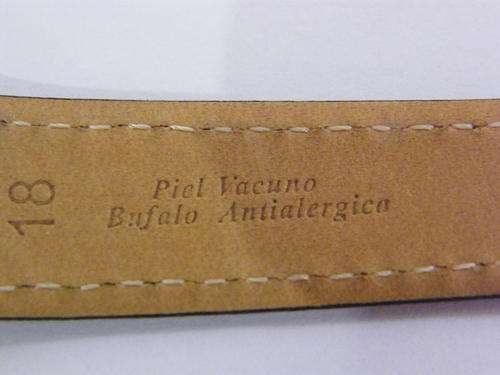 18
Piel Vacuno
Bufalo Antialergico